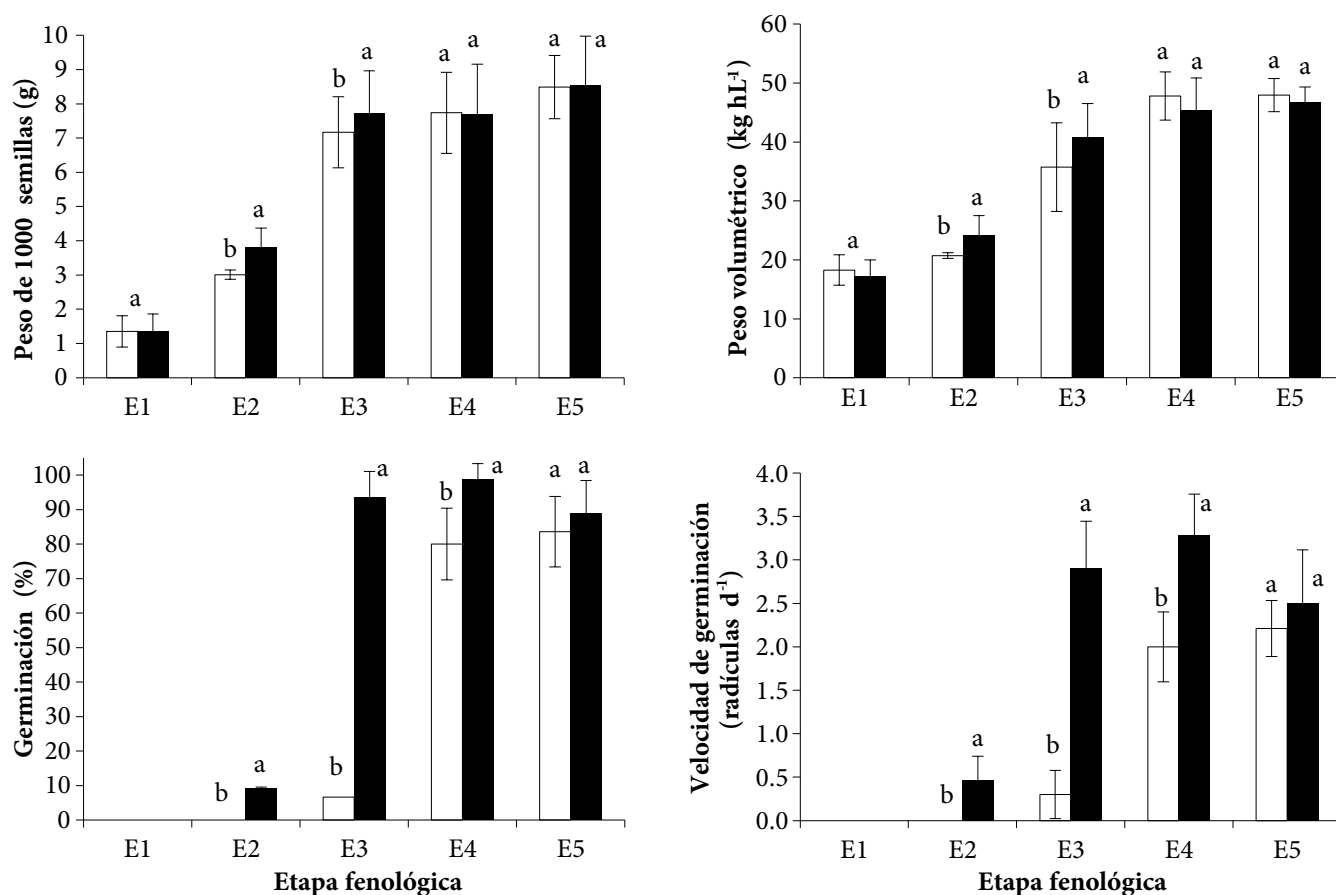 Peso de 1000 semillas (g)
10
9
8
7
6
5
4
3
2
1
0
a
b a
b a
a a
a a
E1 E2 E3 E4 E5
Peso volumétrico (kg hL-1)
60
50
40
30
20
10
0
a
b a
b a
a a
a a
E1 E2 E3 E4 E5
Germinación (%)
100
90
80
70
60
50
40
30
20
10
0
b a
b a
b a
a a
E1 E2 E3 E4 E5
Etapa fenológica
Velocidad de germinación
(radículas d-1)
4.0
3.5
3.0
2.5
2.0
1.5
1.0
0.5
0.0
b a
b a
b a
a a
E1 E2 E3 E4 E5
Etapa fenológica